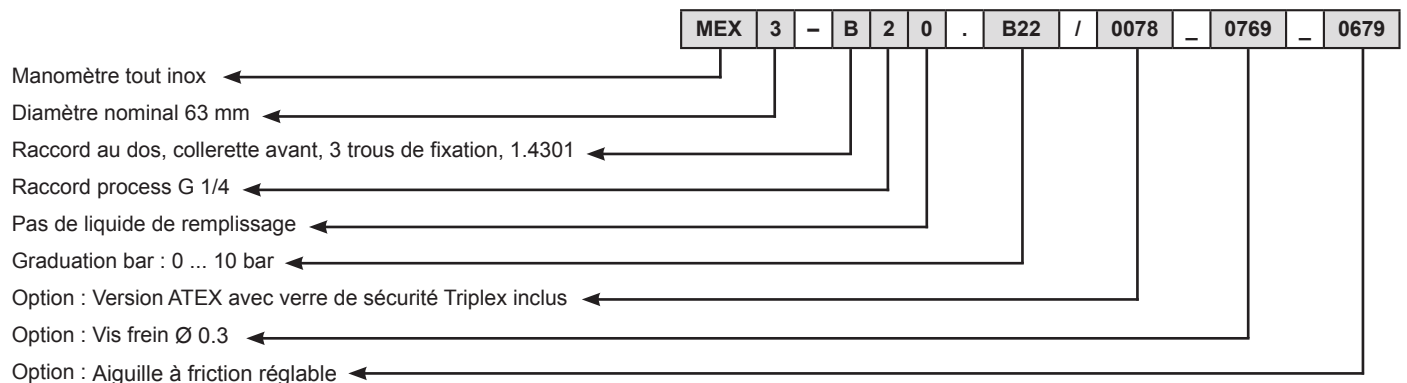 MEX 3 – B 2 0 . B22 / 0078 _ 0769 _ 0679
Manomètre tout inox
Diamètre nominal 63 mm
Raccord au dos, collerette avant, 3 trous de fixation, 1.4301
Raccord process G 1/4
Pas de liquide de remplissage
Graduation bar : 0 ... 10 bar
Option : Version ATEX avec verre de sécurité Triplex inclus
Option : Vis frein Ø 0.3
Option : Aiguille à friction réglable